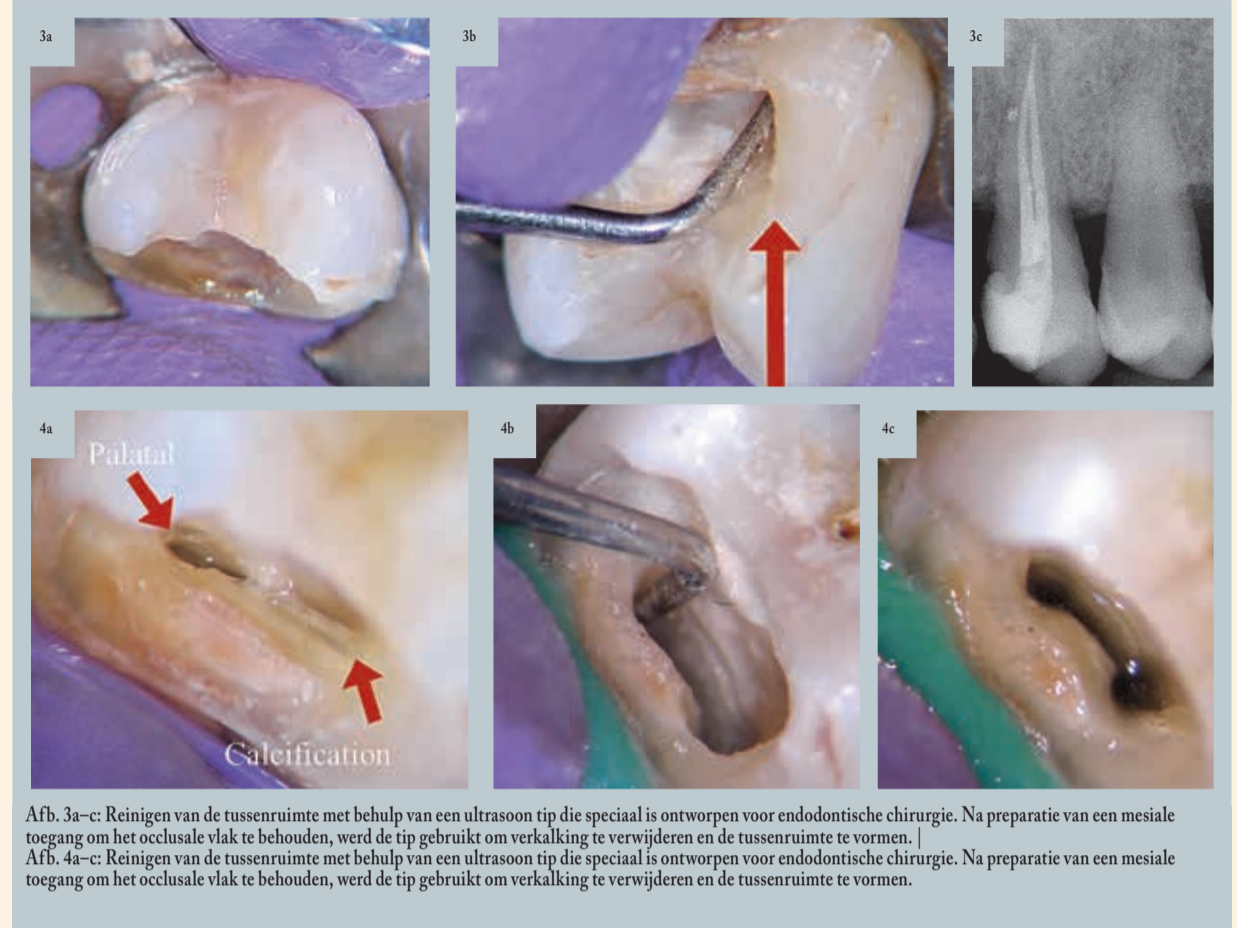 3a
3b
3c
4a
Palatal
Calcification
4b
4c
Afb. 3a–c: Reinigen van de tussenruimte met behulp van een ultrasoon tip die speciaal is ontworpen voor endodontische chirurgie. Na preparatie van een mesiale
toegang om het occlusale vlak te behouden, werd de tip gebruikt om verkalking te verwijderen en de tussenruimte te vormen. |
Afb. 4a–c: Reinigen van de tussenruimte met behulp van een ultrasoon tip die speciaal is ontworpen voor endodontische chirurgie. Na preparatie van een mesiale
toegang om het occlusale vlak te behouden, werd de tip gebruikt om verkalking te verwijderen en de tussenruimte te vormen.